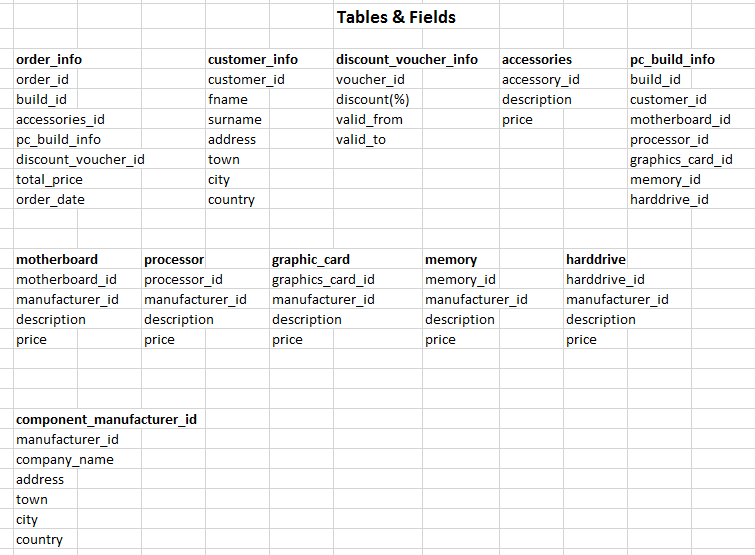 Tables & Fields
order_info customer_info discount_voucher_info accessories pc_build_info
order_id customer_id voucher_id accessory_id build_id
build_id fname discount(%) description customer_id
accessories_id surname valid_from price motherboard_id
pc_build_info address valid_to processor_id
discount_voucher_id town graphics_card_id
total_price city memory_id
order_date country harddrive_id
motherboard processor graphic_card memory harddrive
motherboard_id processor_id graphics_card_id memory_id harddrive_id
manufacturer_id manufacturer_id manufacturer_id manufacturer_id manufacturer_id
description description description description description
price price price price price
component_manufacturer_id
manufacturer_id
company_name
address
town
city
country